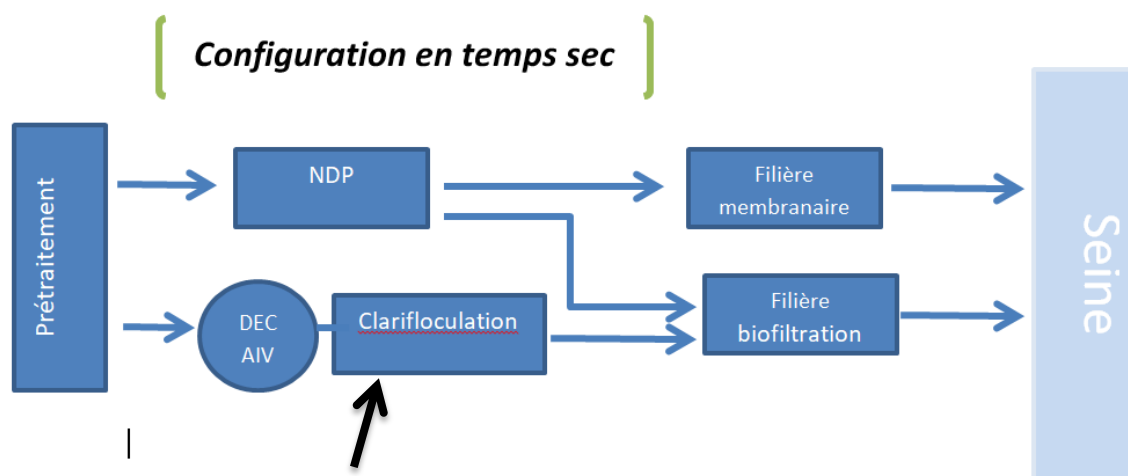 Configuration en temps sec
Prétraitement
NDP
Filière
membranaire
DEC
AIV
Clarifloculation
Filière
biofiltration
Seine